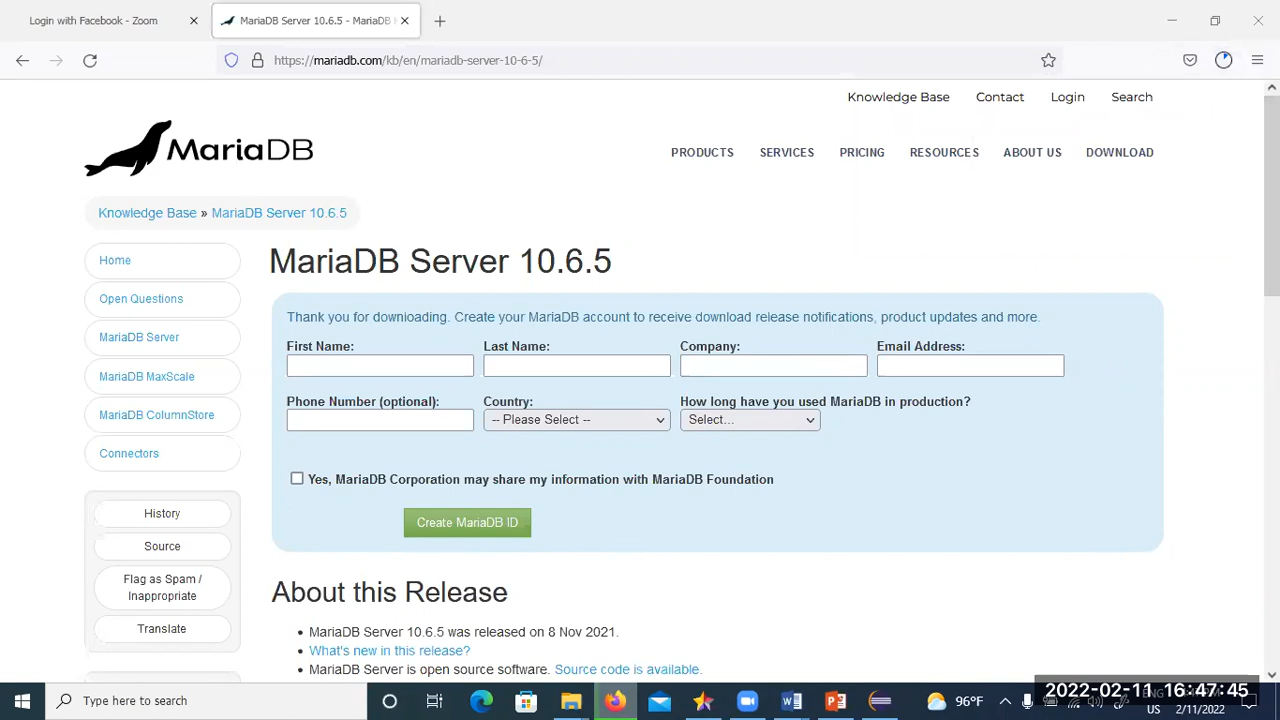 Login with Facebook - Zoom
MariaDB Server 10.6.5 - MariaDB
https://mariadb.com/kb/en/mariadb-server-10-6-5/
Knowledge Base Contact Login Search
MariaDB
PRODUCTS SERVICES PRICING RESOURCES ABOUT US DOWNLOAD
Knowledge Base » MariaDB Server 10.6.5
Home
Open Questions
MariaDB Server
MariaDB MaxScale
MariaDB ColumnStore
Connectors
History
Source
Flag as Spam /
Inappropriate
Translate
MariaDB Server 10.6.5
Thank you for downloading. Create your MariaDB account to receive download release notifications, product updates and more.
First Name: Last Name: Company: Email Address:
Phone Number (optional): Country: How long have you used MariaDB in production?
-- Please Select -- Select...
Yes, MariaDB Corporation may share my information with MariaDB Foundation
Create MariaDB ID
About this Release
• MariaDB Server 10.6.5 was released on 8 Nov 2021.
• What's new in this release?
• MariaDB Server is open source software. Source code is available.
Type here to search
96°F
2022-02-11 16:47:45
US 2/11/2022